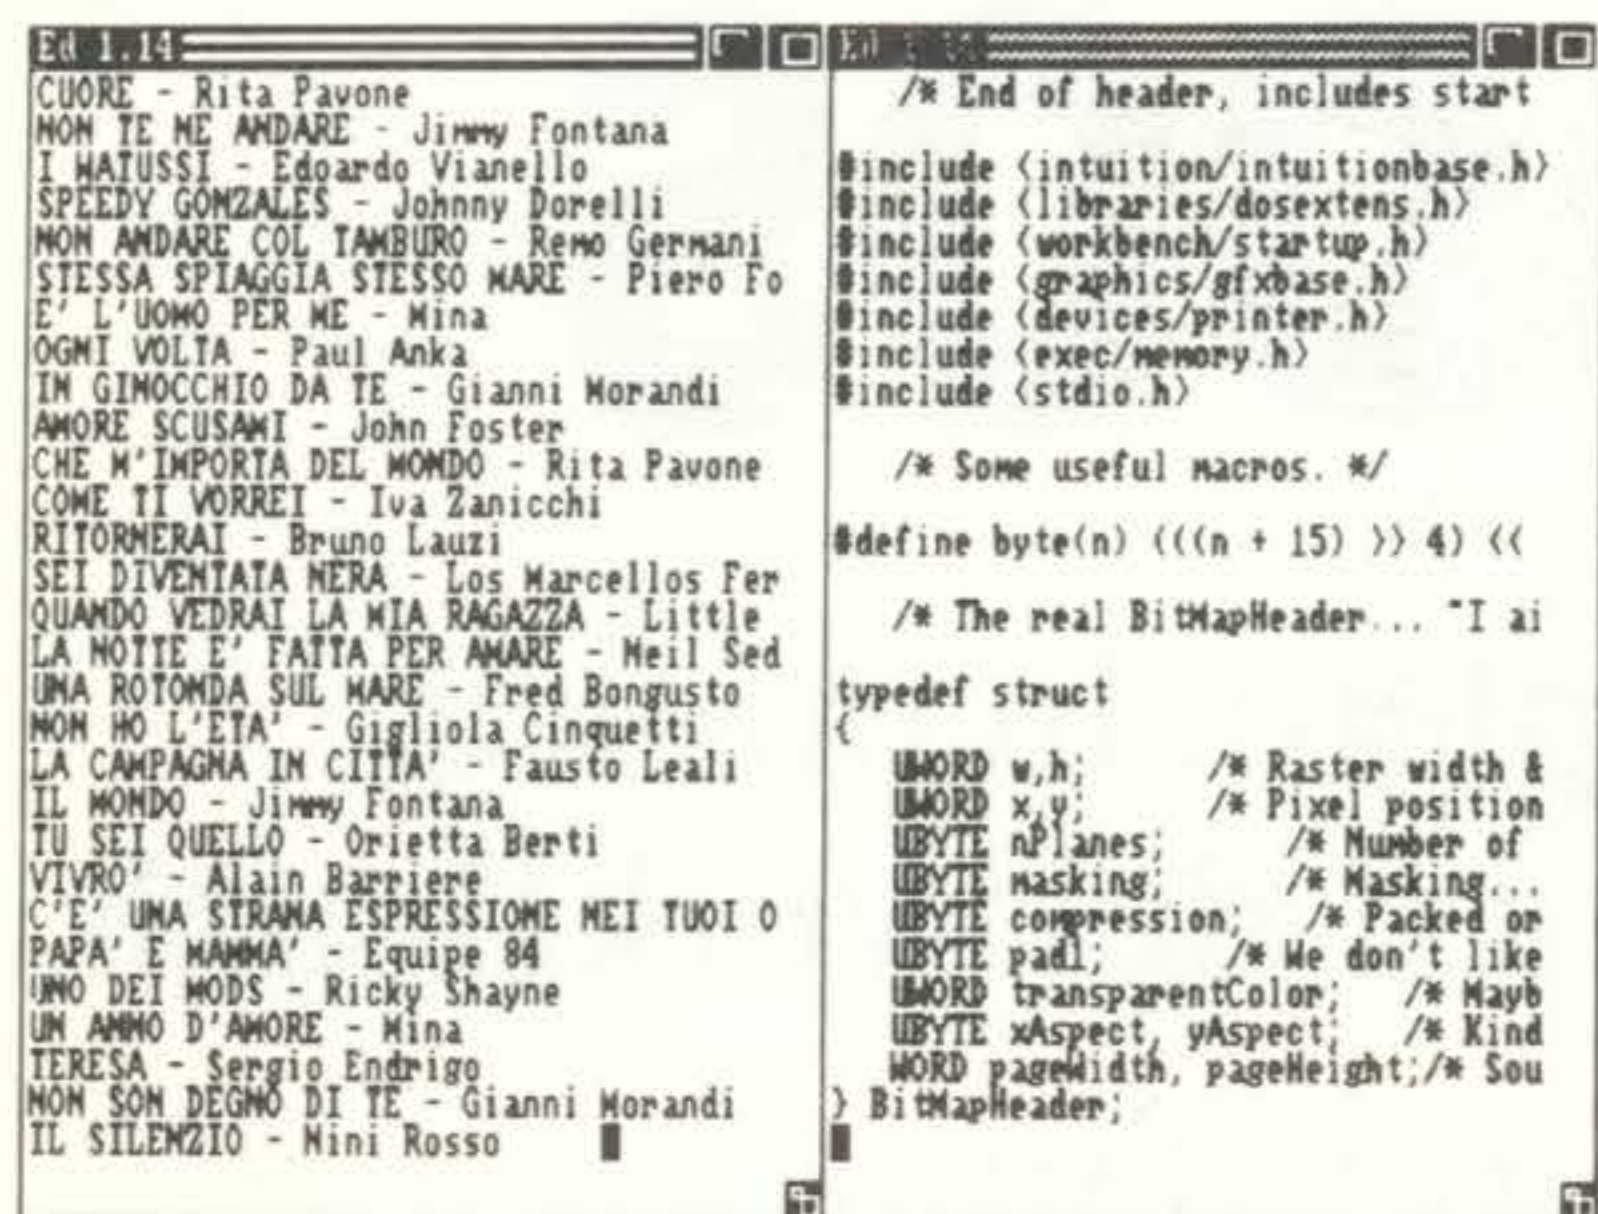 Ed 1.14
CUORE - Rita Pavone
NON TE NE ANDARE - Jimmy Fontana
I WATUSSI - Edoardo Vianello
SPEEDY GONZALES - Johnny Dorelli
NON ANDARE COL TAMBURO - Remo Germani
STESSA SPIAGGIA STESSO MARE - Piero Fo
E' L'UOMO PER ME - Mina
OGNI VOLTA - Paul Anka
IN GINOCCHIO DA TE - Gianni Morandi
AMORE SCUSAMI - John Foster
CHE M'IMPORTA DEL MONDO - Rita Pavone
COME TI VORREI - Iva Zanicchi
RITORNERAI - Bruno Lauzi
SEI DIVENTATA NERA - Los Marcellos Fer
QUANDO VEDRAI LA MIA RAGAZZA - Little
LA NOTTE E' FATTA PER AMARE - Neil Sed
UNA ROTONDA SUL MARE - Fred Bongusto
NON HO L'ETA' - Gigliola Cinquetti
LA CAMPAGNA IN CITTA' - Fausto Leali
IL MONDO - Jimmy Fontana
TU SEI QUELLO - Orietta Berti
VIVRO' - Alain Barriere
C'E' UNA STRANA ESPRESSIONE NEI TUOI O
PAPA' E MAMMA' - Equipe 84
UNO DEI MODS - Ricky Shayne
UN ANNO D'AMORE - Mina
TERESA - Sergio Endrigo
NON SON DEGNO DI TE - Gianni Morandi
IL SILENZIO - Nini Rosso
Ed
/* End of header, includes start
#include <intuition/intuitionbase.h>
#include <libraries/dosextens.h>
#include <workbench/startup.h>
#include <graphics/gfxbase.h>
#include <devices/printer.h>
#include <exec/memory.h>
#include <stdio.h>
/* Some useful macros. */
#define byte(n) (((n + 15) >> 4) <<
/* The real BitMapHeader... "I ai
typedef struct
{
UWORD w,h; /* Raster width &
UWORD x,y; /* Pixel position
UBYTE nPlanes; /* Number of
UBYTE masking; /* Masking...
UBYTE compression; /* Packed or
UBYTE pad1; /* We don't like
UWORD transparentColor; /* Mayb
UBYTE xAspect, yAspect; /* Kind
WORD pageWidth, pageHeight;/* Sou
} BitMapHeader;